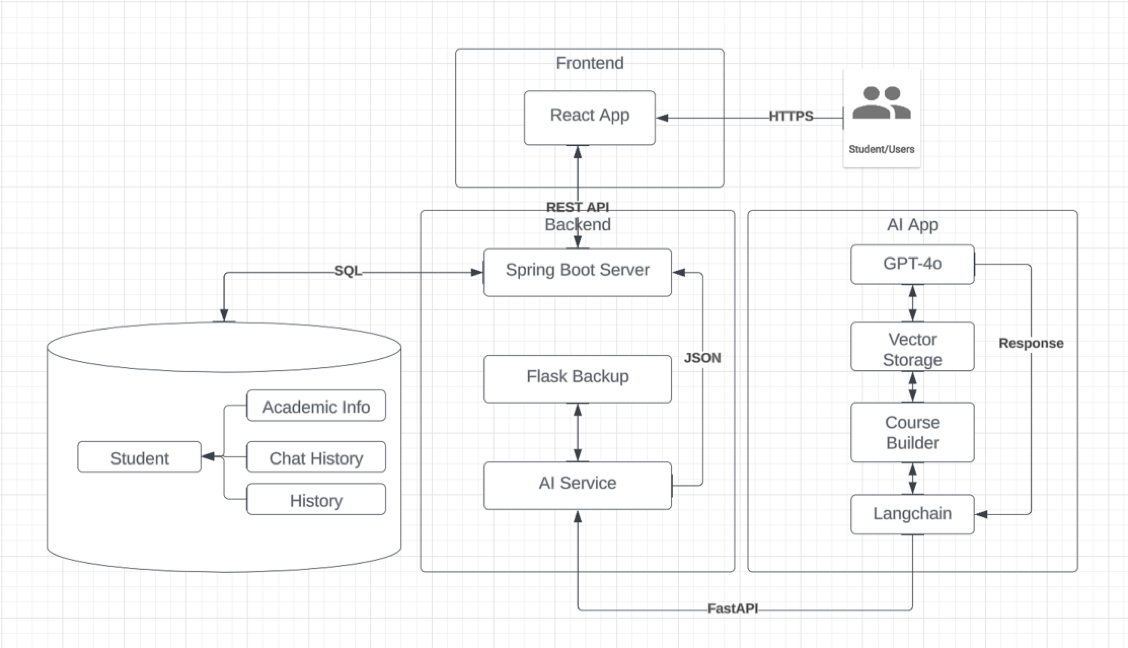 Frontend
React App
HTTPS
Student/Users
REST API
Backend
Spring Boot Server
SQL
JSON
Flask Backup
AI Service
Academic Info
Student
Chat History
History
AI App
GPT-4o
Vector
Storage
Response
Course
Builder
Langchain
FastAPI